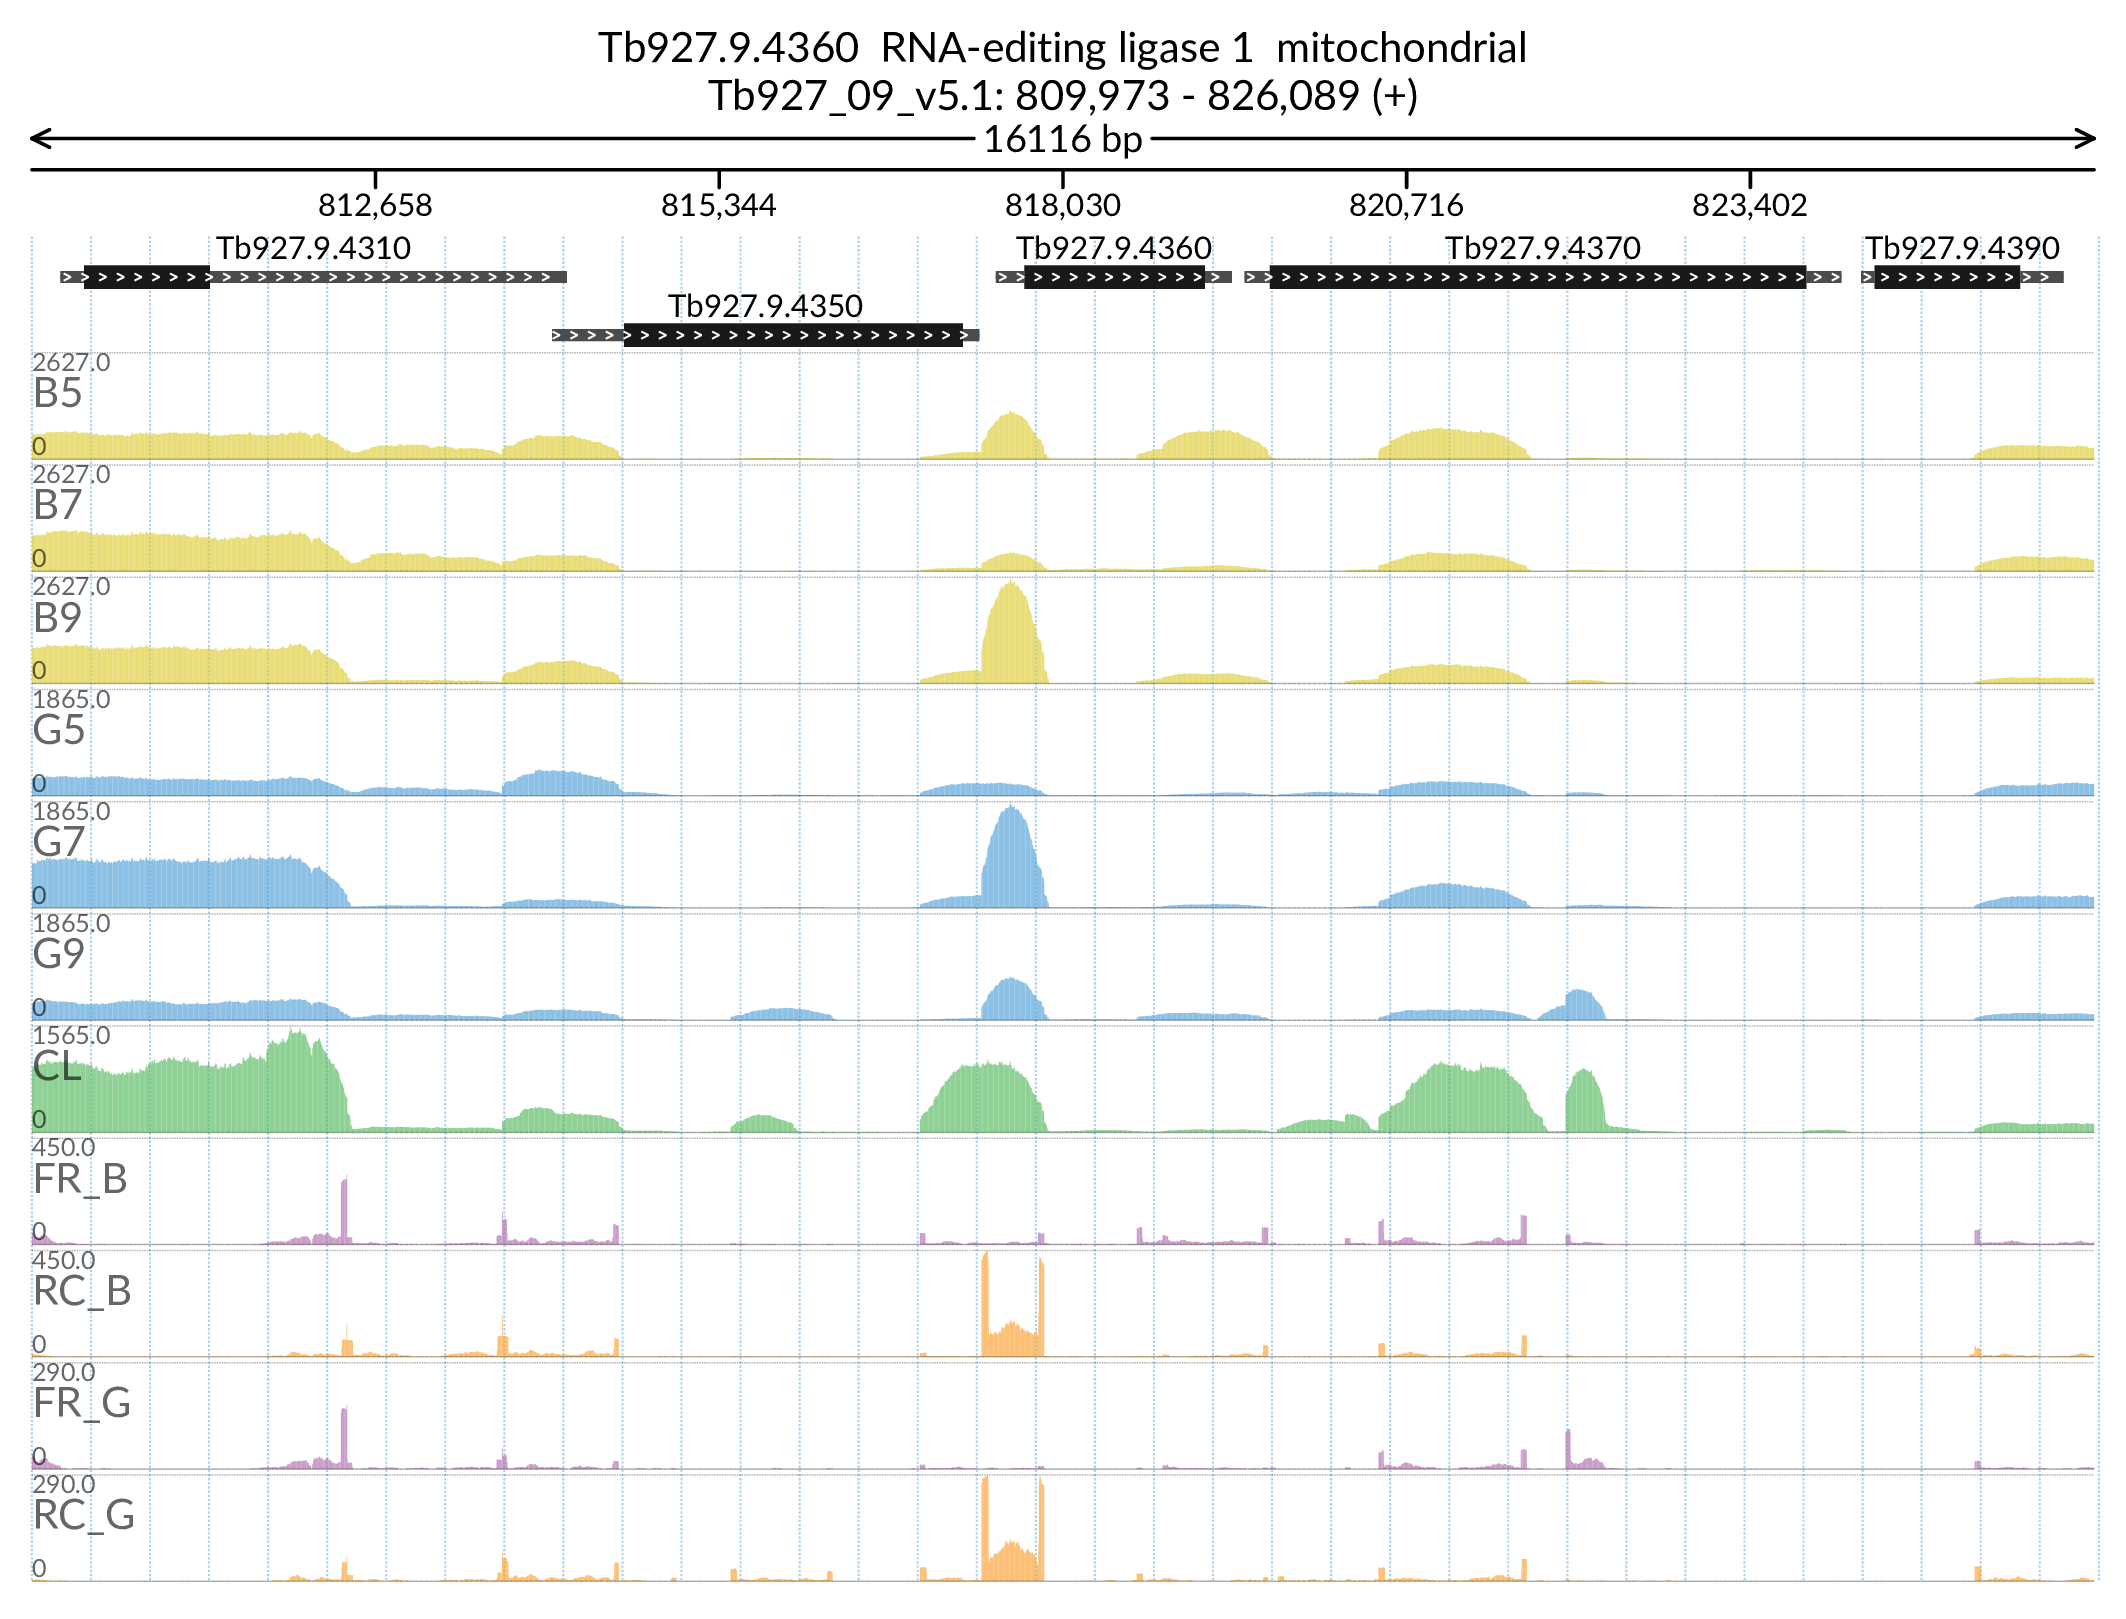 Tb927.9.4360 RNA-editing ligase 1 mitochondrial
Tb927_09_v5.1: 809,973 - 826,089 (+)
16116 bp
812,658 815,344 818,030 820,716 823,402
Tb927.9.4310 Tb927.9.4360 Tb927.9.4370 Tb927.9.4390
Tb927.9.4350
2627.0
B5
0
2627.0
B7
0
2627.0
B9
0
1865.0
G5
0
1865.0
G7
0
1865.0
G9
0
1565.0
CL
0
450.0
FR_B
0
450.0
RC_B
0
290.0
FR_G
0
290.0
RC_G
0